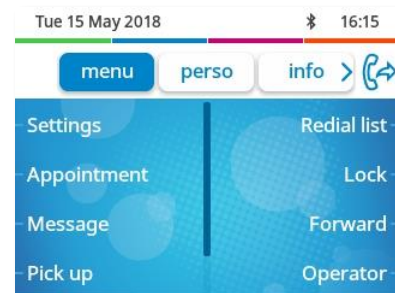 Tue 15 May 2018 16:15
menu perso info
Settings Redial list
Appointment Lock
Message Forward
Pick up Operator